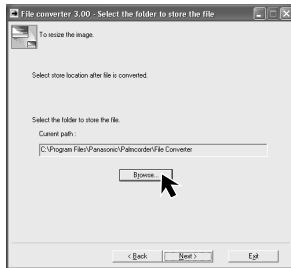 File converter 3.00 - Select the folder to store the file
To resize the image.
Select store location after file is converted.
Select the folder to store the file.
Current path :
C:\Program Files\Panasonic\Palmcorder\File Converter
Browse...
< Back
Next >
Exit